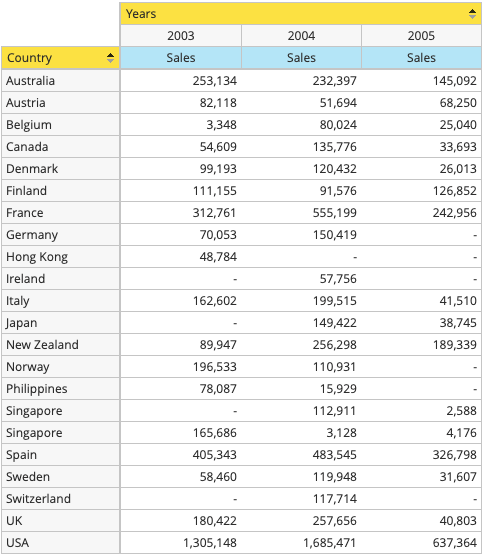 Years
2003 2004 2005
Country Sales Sales Sales
Australia 253,134 232,397 145,092
Austria 82,118 51,694 68,250
Belgium 3,348 80,024 25,040
Canada 54,609 135,776 33,693
Denmark 99,193 120,432 26,013
Finland 111,155 91,576 126,852
France 312,761 555,199 242,956
Germany 70,053 150,419 -
Hong Kong 48,784 - -
Ireland - 57,756 -
Italy 162,602 199,515 41,510
Japan - 149,422 38,745
New Zealand 89,947 256,298 189,339
Norway 196,533 110,931 -
Philippines 78,087 15,929 -
Singapore - 112,911 2,588
Singapore 165,686 3,128 4,176
Spain 405,343 483,545 326,798
Sweden 58,460 119,948 31,607
Switzerland - 117,714 -
UK 180,422 257,656 40,803
USA 1,305,148 1,685,471 637,364